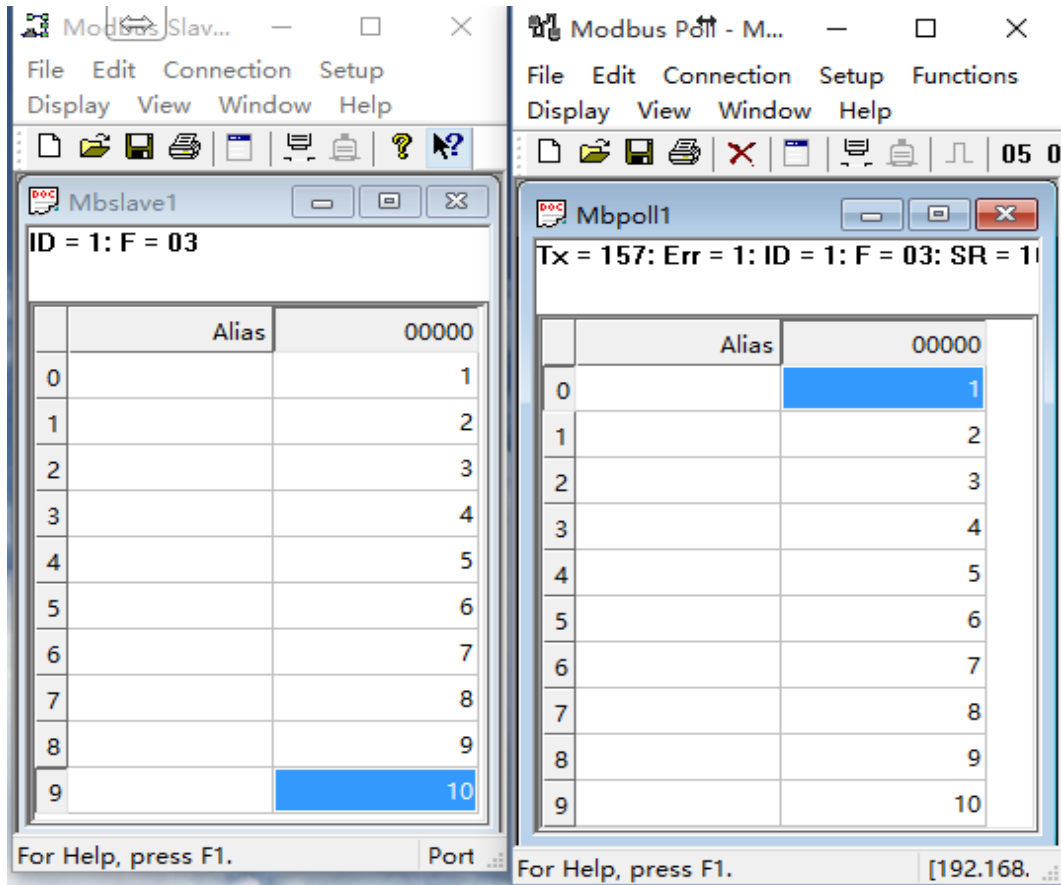 Modbus Slav...
File Edit Connection Setup
Display View Window Help
Mbslave1
ID = 1: F = 03
Alias 00000
0 1
1 2
2 3
3 4
4 5
5 6
6 7
7 8
8 9
9 10
For Help, press F1. Port
Modbus Poll - M...
File Edit Connection Setup Functions
Display View Window Help
05 0
Mbpoll1
Tx = 157: Err = 1: ID = 1: F = 03: SR = 1
Alias 00000
0 1
1 2
2 3
3 4
4 5
5 6
6 7
7 8
8 9
9 10
For Help, press F1. [192.168.